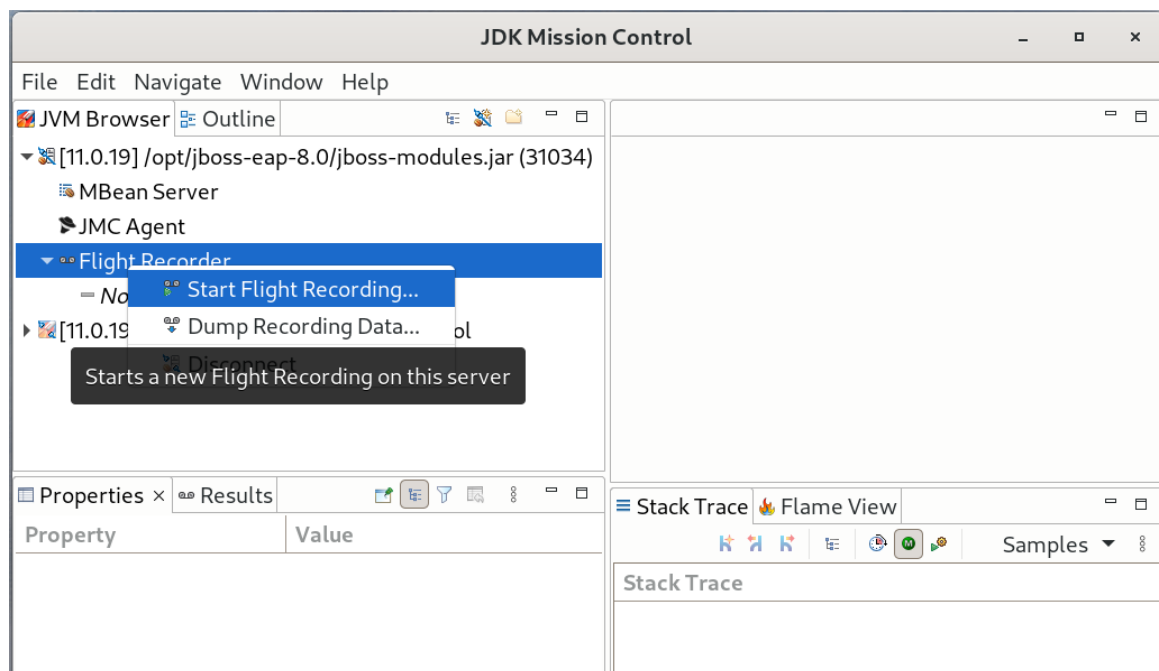 JDK Mission Control
File Edit Navigate Window Help
JVM Browser Outline
[11.0.19] /opt/jboss-eap-8.0/jboss-modules.jar (31034)
MBean Server
JMC Agent
Flight Recorder
Start Flight Recording...
No
Dump Recording Data...
[11.0.19 ol
Disconnect
Starts a new Flight Recording on this server
Properties × Results
Property Value
Stack Trace Flame View
Samples
Stack Trace